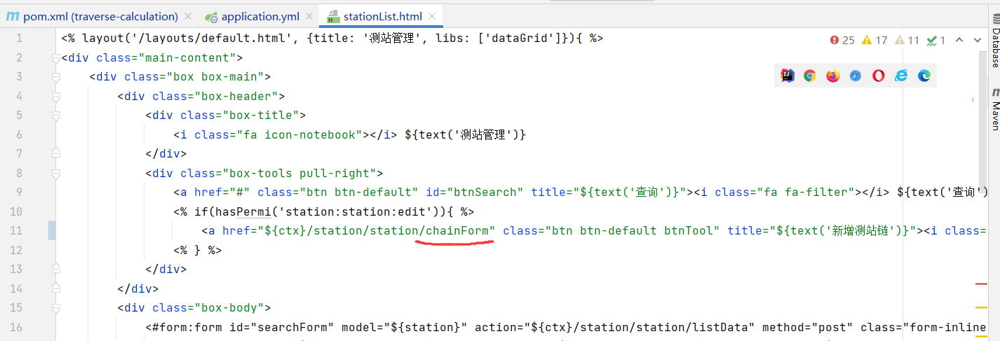 pom.xml (traverse-calculation)
application.yml
stationList.html
1 <% layout('/layouts/default.html', {title: '测站管理', libs: ['dataGrid']}){ %>
25 17 11 1
2 <div class="main-content">
3 <div class="box box-main">
4 <div class="box-header">
5 <div class="box-title">
6 <i class="fa icon-notebook"></i> ${text('测站管理')}
7 </div>
8 <div class="box-tools pull-right">
9 <a href="#" class="btn btn-default" id="btnSearch" title="${text('查询')}"><i class="fa fa-filter"></i> ${text('查询')
10 <% if(hasPermi('station:station:edit')){ %>
11 <a href="${ctx}/station/station/chainForm" class="btn btn-default btnTool" title="${text('新增测站链')}"><i class=
12 <% } %>
13 </div>
14 </div>
15 <div class="box-body">
16 <#form:form id="searchForm" model="${station}" action="${ctx}/station/station/listData" method="post" class="form-inline
Database
Maven